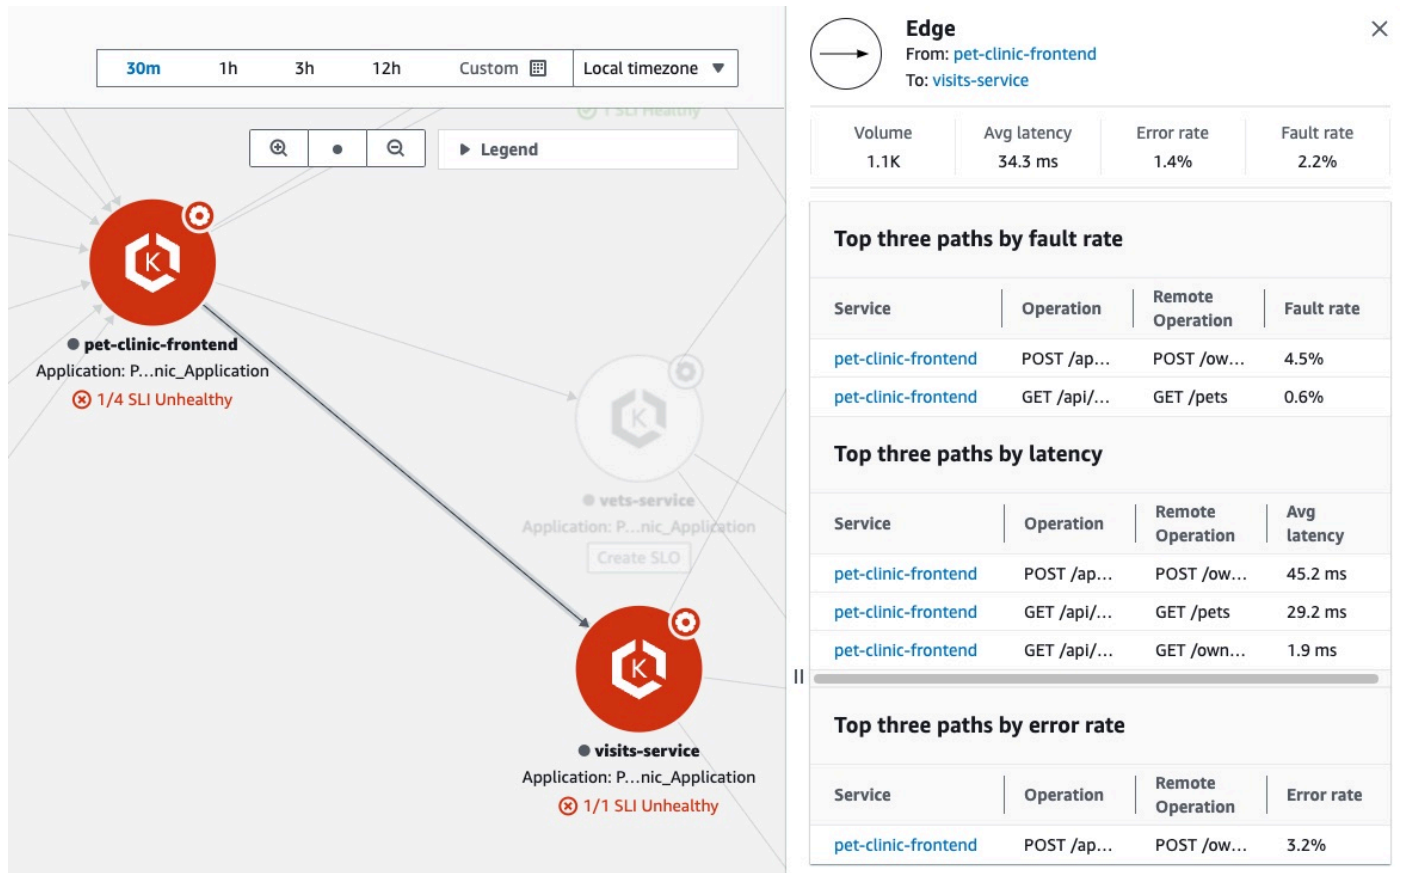 30m 1h 3h 12h Custom Local timezone
1 SLI Healthy
Legend
K
pet-clinic-frontend
Application: P...nic_Application
1/4 SLI Unhealthy
K
vets-service
Application: P...nic_Application
Create SLO
K
visits-service
Application: P...nic_Application
1/1 SLI Unhealthy
Edge
From: pet-clinic-frontend
To: visits-service
Volume Avg latency Error rate Fault rate
1.1K 34.3 ms 1.4% 2.2%
Top three paths by fault rate
Service Operation Remote Operation Fault rate
pet-clinic-frontend POST /ap... POST /ow... 4.5%
pet-clinic-frontend GET /api/... GET /pets 0.6%
Top three paths by latency
Service Operation Remote Operation Avg latency
pet-clinic-frontend POST /ap... POST /ow... 45.2 ms
pet-clinic-frontend GET /api/... GET /pets 29.2 ms
pet-clinic-frontend GET /api/... GET /own... 1.9 ms
Top three paths by error rate
Service Operation Remote Operation Error rate
pet-clinic-frontend POST /ap... POST /ow... 3.2%